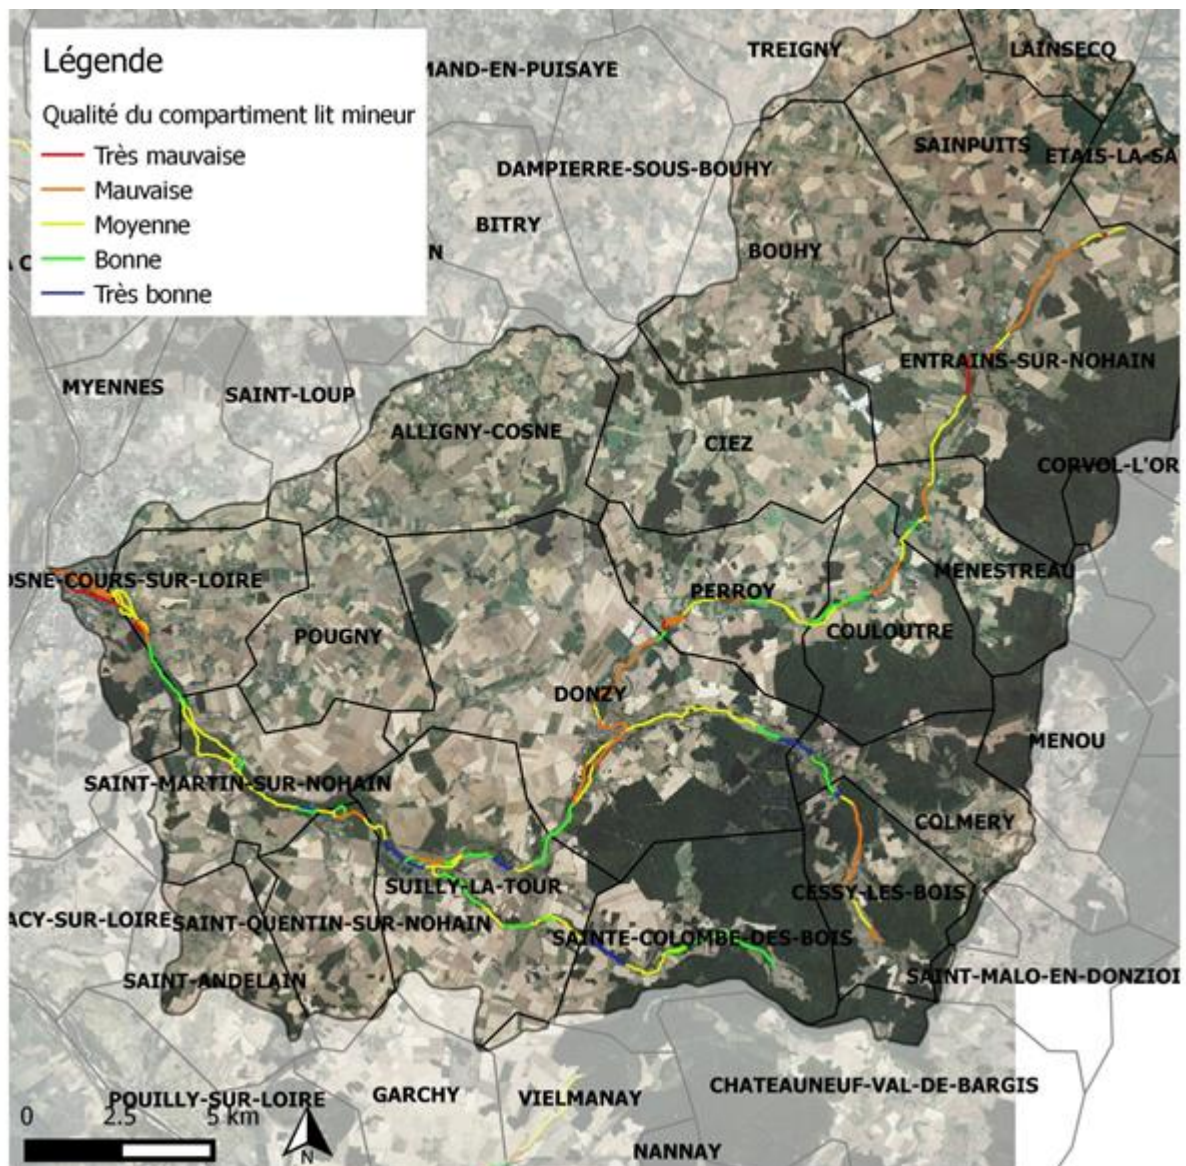 Légende
Qualité du compartiment lit mineur
Très mauvaise
Mauvaise
Moyenne
Bonne
Très bonne
TREIGNY
LAINSECQ
MAND-EN-PUISAYE
SAINPUITS
ETAIS-LA-SA
DAMPIERRE-SOUS-BOUHY
BITRY
BOUHY
N
A C
ENTRAINS-SUR-NOHAIN
MYENNES
SAINT-LOUP
ALLIGNY-COSNE
CIEZ
CORVOL-L'OR
OSNE-COURS-SUR-LOIRE
MENESTREAU
PERROY
POUGNY
COULOUTRE
DONZY
MENOU
SAINT-MARTIN-SUR-NOHAIN
COLMERY
SUILLY-LA-TOUR
CESSY-LES-BOIS
ACY-SUR-LOIRE
SAINT-QUENTIN-SUR-NOHAIN
SAINTE-COLOMBE-DES-BOIS
SAINT-ANDELAIN
SAINT-MALO-EN-DONZIOI
CHATEAUNEUF-VAL-DE-BARGIS
GARCHY
VIELMANAY
POUILLY-SUR-LOIRE
0 2.5 5 km
NANNAY
N